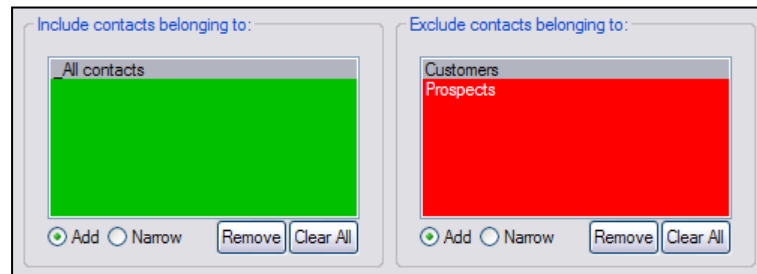 Include contacts belonging to:
_All contacts
Add Narrow Remove Clear All
Exclude contacts belonging to:
Customers
Prospects
Add Narrow Remove Clear All